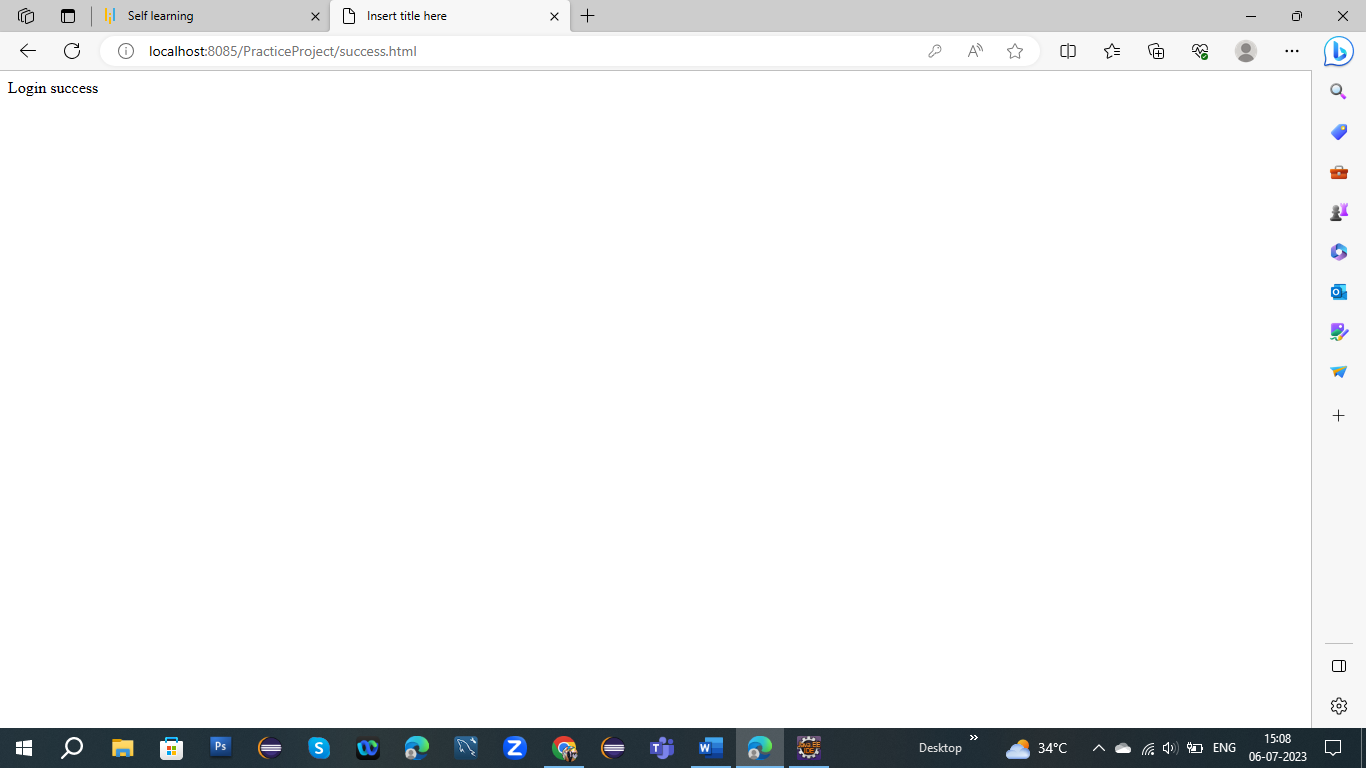 Self learning
Insert title here
localhost:8085/PracticeProject/success.html
Login success
Desktop
34°C
ENG
15:08
06-07-2023